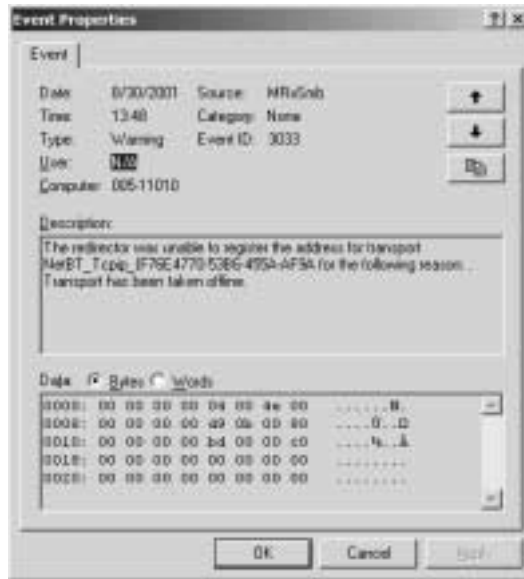 Event Properties
Event
Date: 8/30/2001 Source: MRxSmb
Time: 13:48 Category: None
Type: Warning Event ID: 3033
User: N/A
Computer: 005-11010
Description:
The redirector was unable to register the address for transport
NetBT_Tcpip_ for the following reason:
Transport has been taken offline.
Data: Bytes Words
0000: 00 00 00 00 04 00 4e 00 .......N.
0008: 00 00 00 00 d9 0b 00 80
0010: 00 00 00 00 bd 00 00 c0
0018: 00 00 00 00 00 00 00 00 ........
0020: 00 00 00 00 00 00 00 00 ........
OK Cancel Apply